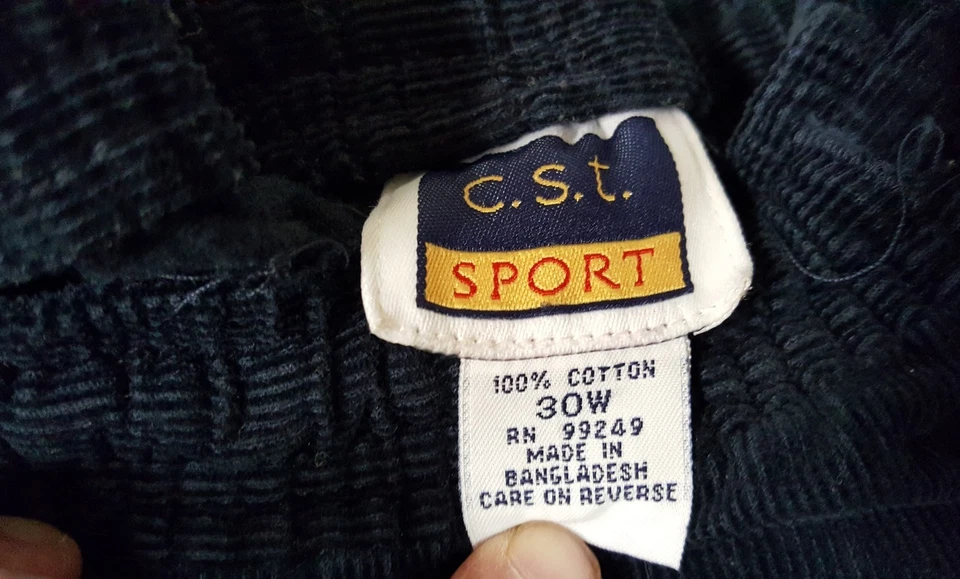 c.s.t.
SPORT
100% COTTON
30W
RN 99249
MADE IN
BANGLADESH
CARE ON REVERSE